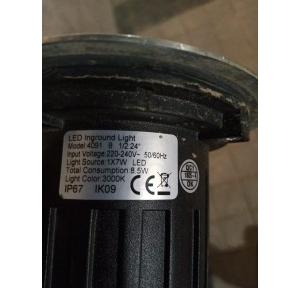 LED Inground Light
Model 4091 B 1/2 24°
Input Voltage:220-240V~ 50/60Hz
Light Source:1X7W LED
Total Consumption:8.5W
Light Color:3000K
IP67 IK09
CE